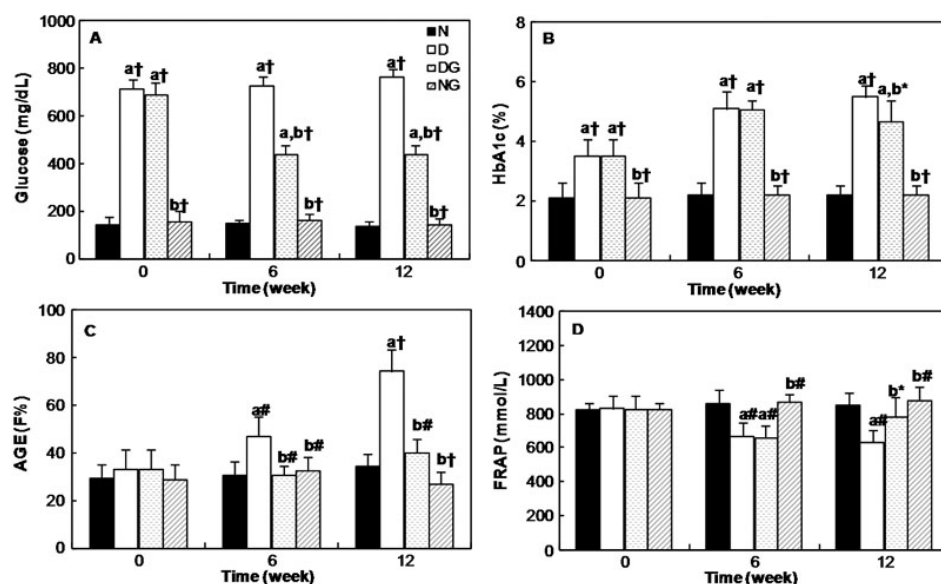 A
Glucose (mg/dL)
1000
800
600
400
200
0
N
D
DG
NG
a† a†
b†
a†
a,b†
b†
a†
a,b†
b†
0 6 12
Time (week)
B
HbA1c (%)
8
6
4
2
0
a† a†
b†
a† a†
b†
a†
a,b*
b†
0 6 12
Time (week)
C
AGE (F%)
100
80
60
40
20
0
a#
b#
b#
a†
b#
b†
0 6 12
Time (week)
D
FRAP (mmol/L)
1400
1200
1000
800
600
400
200
0
a# a#
b#
a#
b*
b#
0 6 12
Time (week)